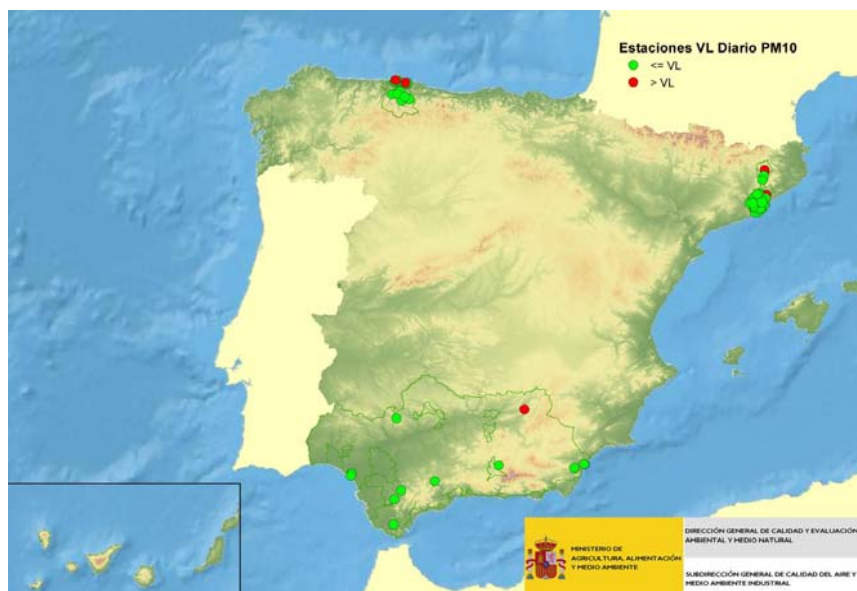 Estaciones VL Diario PM10
<= VL
> VL
MINISTERIO DE
AGRICULTURA, ALIMENTACIÓN
Y MEDIO AMBIENTE
DIRECCIÓN GENERAL DE CALIDAD Y EVALUACIÓN
AMBIENTAL Y MEDIO NATURAL
SUBDIRECCIÓN GENERAL DE CALIDAD DEL AIRE Y
MEDIO AMBIENTE INDUSTRIAL